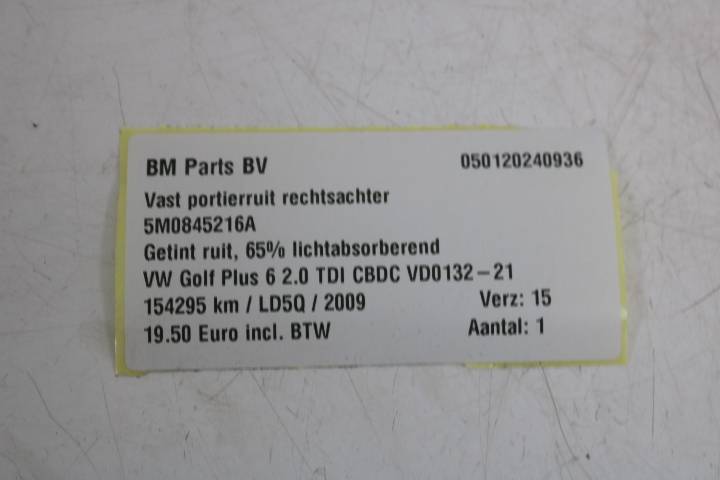 BM Parts BV 050120240936
Vast portierruit rechtsachter
5M0845216A
Getint ruit, 65% lichtabsorberend
VW Golf Plus 6 2.0 TDI CBDC VD0132-21
154295 km / LD5Q / 2009 Verz: 15
19.50 Euro incl. BTW Aantal: 1